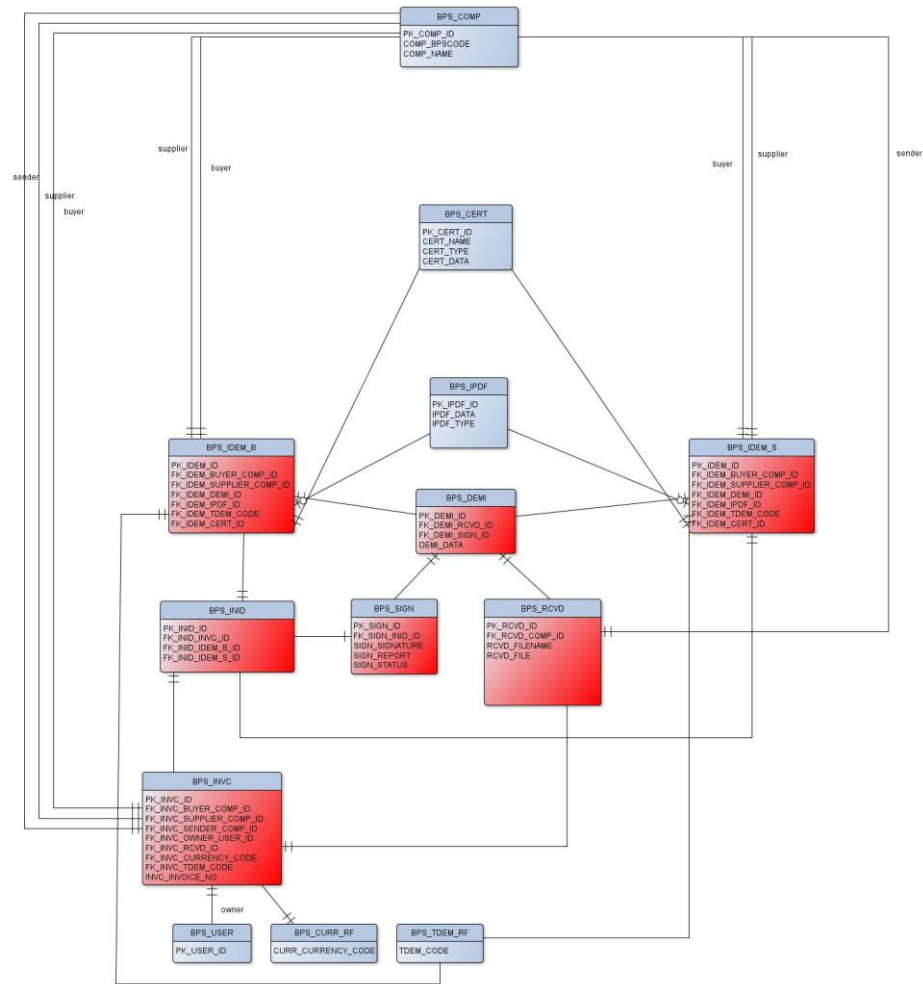 BPS_COMP
PK_COMP_ID
COMP_BPSCODE
COMP_NAME
supplier
buyer
buyer
supplier
sender
sender
supplier
buyer
BPS_CERT
PK_CERT_ID
CERT_NAME
CERT_TYPE
CERT_DATA
BPS_IPDF
PK_IPDF_ID
IPDF_DATA
IPDF_TYPE
BPS_IDEM_B
PK_IDEM_ID
FK_IDEM_BUYER_COMP_ID
FK_IDEM_SUPPLIER_COMP_ID
FK_IDEM_DEMI_ID
FK_IDEM_IPDF_ID
FK_IDEM_TDEM_CODE
FK_IDEM_CERT_ID
BPS_IDEM_S
PK_IDEM_ID
FK_IDEM_BUYER_COMP_ID
FK_IDEM_SUPPLIER_COMP_ID
FK_IDEM_DEMI_ID
FK_IDEM_IPDF_ID
FK_IDEM_TDEM_CODE
FK_IDEM_CERT_ID
BPS_DEMI
PK_DEMI_ID
FK_DEMI_RCVD_ID
FK_DEMI_SIGN_ID
DEMI_DATA
BPS_INID
PK_INID_ID
FK_INID_INVC_ID
FK_INID_IDEM_B_ID
FK_INID_IDEM_S_ID
BPS_SIGN
PK_SIGN_ID
FK_SIGN_INID_ID
SIGN_SIGNATURE
SIGN_REPORT
SIGN_STATUS
BPS_RCVD
PK_RCVD_ID
FK_RCVD_COMP_ID
RCVD_FILENAME
RCVD_FILE
BPS_INVC
PK_INVC_ID
FK_INVC_BUYER_COMP_ID
FK_INVC_SUPPLIER_COMP_ID
FK_INVC_SENDER_COMP_ID
FK_INVC_OWNER_USER_ID
FK_INVC_RCVD_ID
FK_INVC_CURRENCY_CODE
FK_INVC_TDEM_CODE
INVC_INVOICE_NO
owner
BPS_USER
PK_USER_ID
BPS_CURR_RF
CURR_CURRENCY_CODE
BPS_TDEM_RF
TDEM_CODE